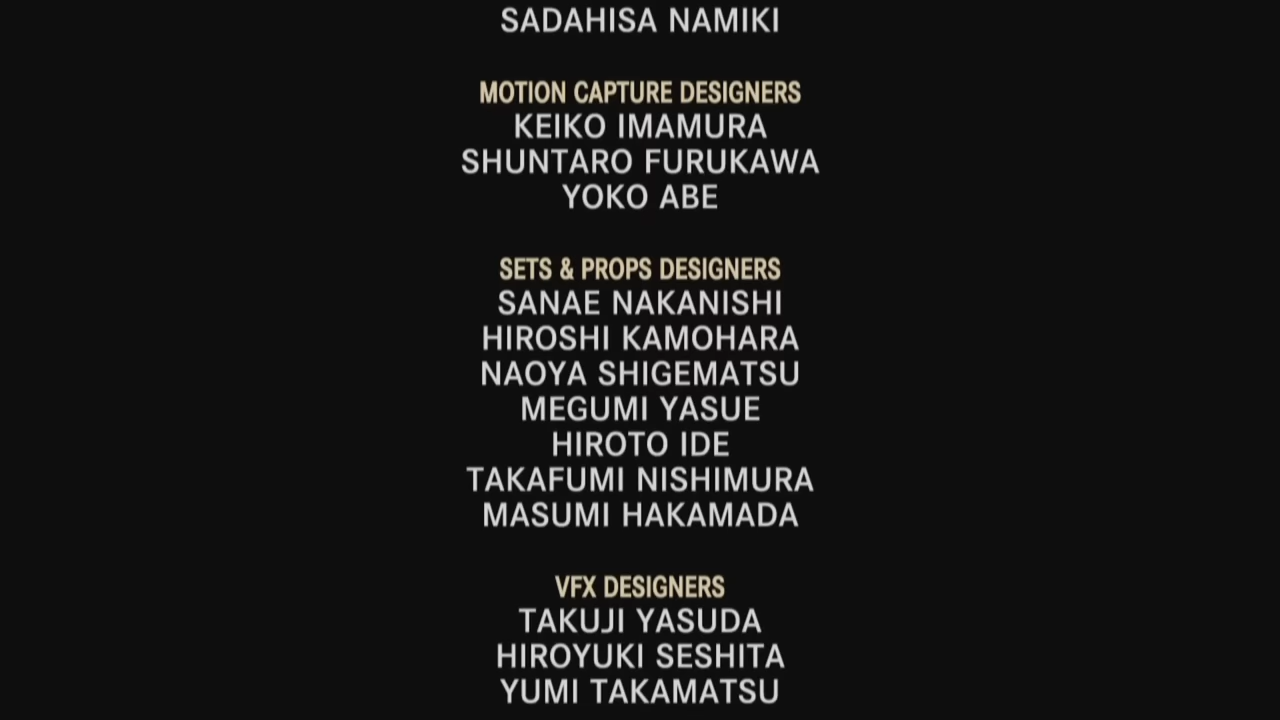 SADAHISA NAMIKI
MOTION CAPTURE DESIGNERS
KEIKO IMAMURA
SHUNTARO FURUKAWA
YOKO ABE
SETS & PROPS DESIGNERS
SANAE NAKANISHI
HIROSHI KAMOHARA
NAOYA SHIGEMATSU
MEGUMI YASUE
HIROTO IDE
TAKAFUMI NISHIMURA
MASUMI HAKAMADA
VFX DESIGNERS
TAKUJI YASUDA
HIROYUKI SESHITA
YUMI TAKAMATSU